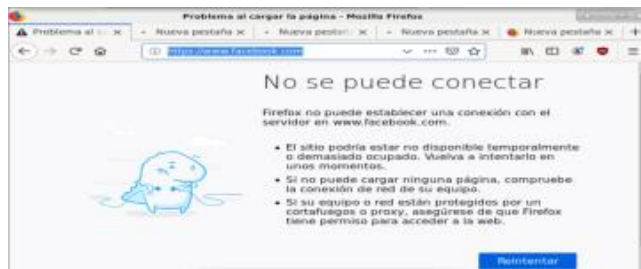 Problema al cargar la página - Mozilla Firefox
Problema al
Nueva pestaña
Nueva pestaña
Nueva pestaña
Nueva pestaña
https://www.facebook.com
No se puede conectar
Firefox no puede establecer una conexión con el
servidor en www.facebook.com.
• El sitio podría estar no disponible temporalmente
o demasiado ocupado. Vuelva a intentarlo en
unos momentos.
• Si no puede cargar ninguna página, compruebe
la conexión de red de su equipo.
• Si su equipo o red están protegidos por un
cortafuegos o proxy, asegúrese de que Firefox
tiene permiso para acceder a la web.
Reintentar